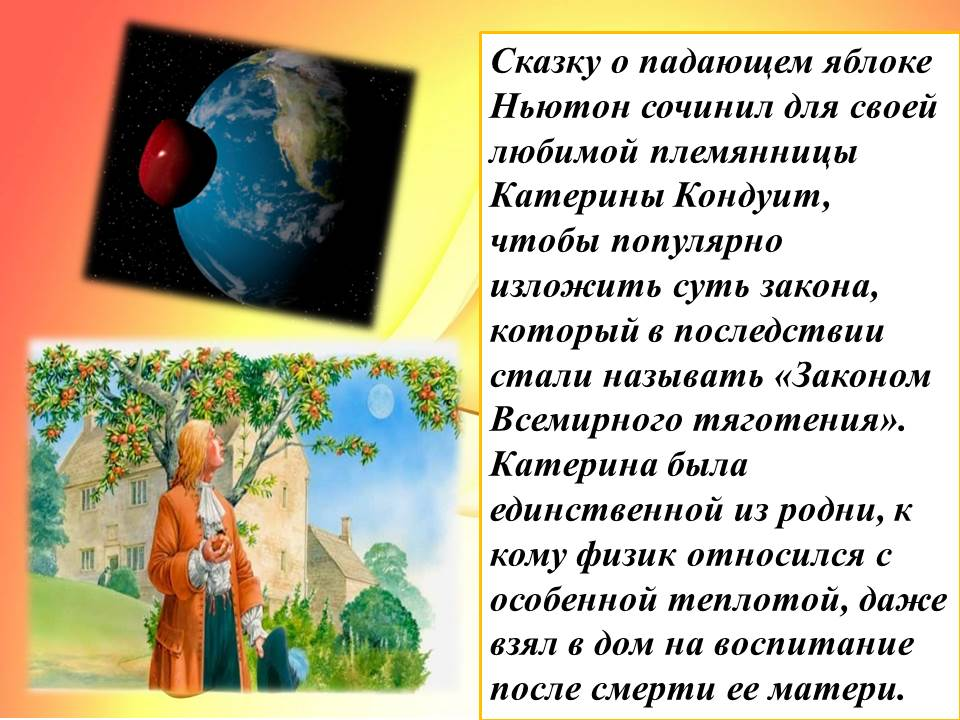 Сказку о падающем яблоке
Ньютон сочинил для своей
любимой племянницы
Катерины Кондуит,
чтобы популярно
изложить суть закона,
который в последствии
стали называть «Законом
Всемирного тяготения».
Катерина была
единственной из родни, к
кому физик относился с
особенной теплотой, даже
взял в дом на воспитание
после смерти ее матери.